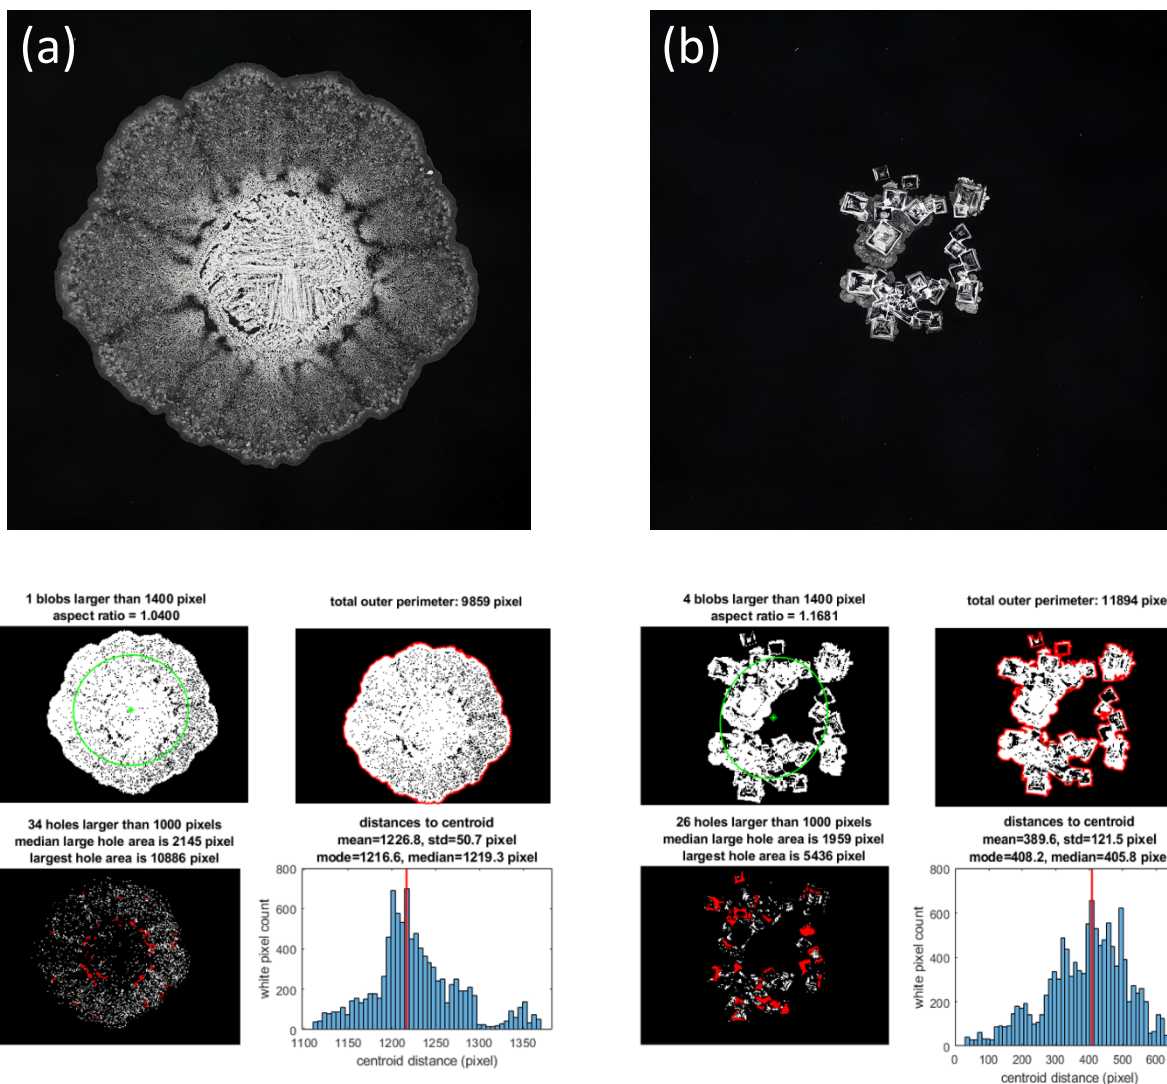 (a)
(b)
1 blobs larger than 1400 pixel
aspect ratio = 1.0400
total outer perimeter: 9859 pixel
34 holes larger than 1000 pixels
median large hole area is 2145 pixel
largest hole area is 10886 pixel
distances to centroid
mean=1226.8, std=50.7 pixel
mode=1216.6, median=1219.3 pixel
white pixel count
800
600
400
200
0
1100 1150 1200 1250 1300 1350
centroid distance (pixel)
4 blobs larger than 1400 pixel
aspect ratio = 1.1681
total outer perimeter: 11894 pixe
26 holes larger than 1000 pixels
median large hole area is 1959 pixel
largest hole area is 5436 pixel
distances to centroid
mean=389.6, std=121.5 pixel
mode=408.2, median=405.8 pixe
white pixel count
800
600
400
200
0
0 100 200 300 400 500 600
centroid distance (pixel)